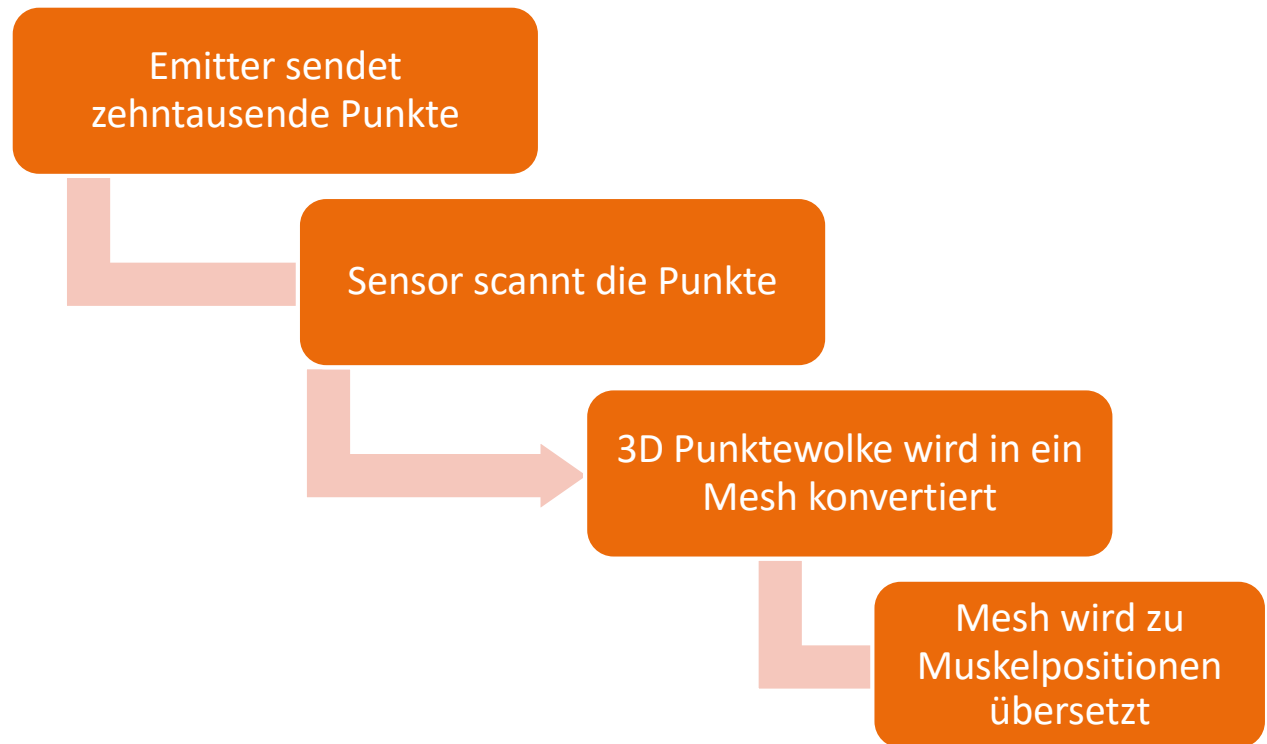 Emitter sendet
zehntausende Punkte
Sensor scannt die Punkte
3D Punktewolke wird in ein
Mesh konvertiert
Mesh wird zu
Muskelpositionen
übersetzt